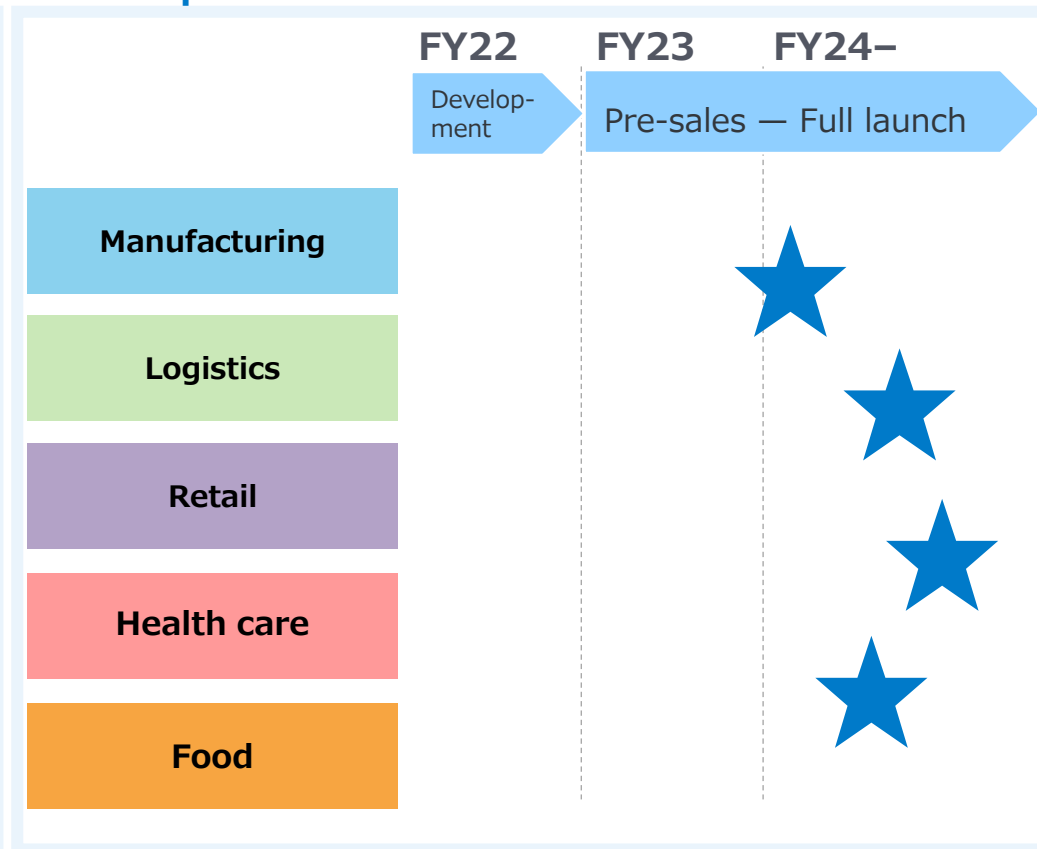 FY22 FY23 FY24–
Develop-
ment
Pre-sales — Full launch
Manufacturing
Logistics
Retail
Health care
Food